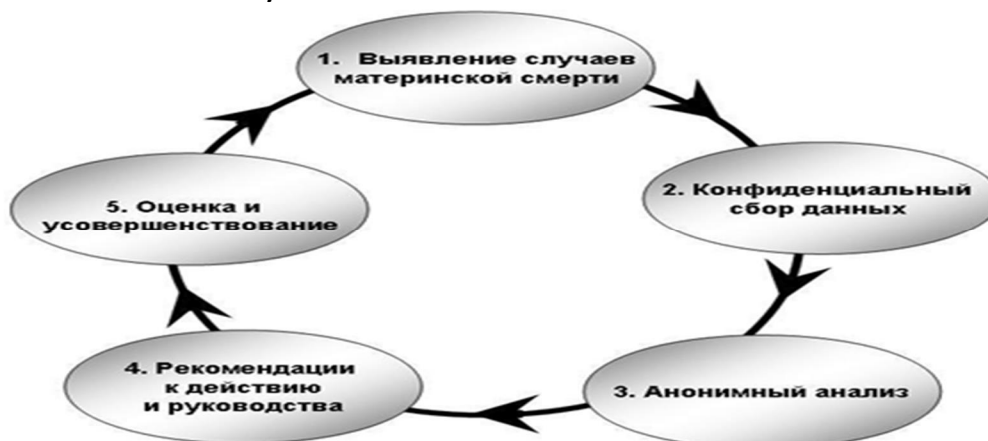 1. Выявление случаев
материнской смерти
2. Конфиденциальный
сбор данных
3. Анонимный анализ
4. Рекомендации
к действию
и руководства
5. Оценка и
усовершенствование